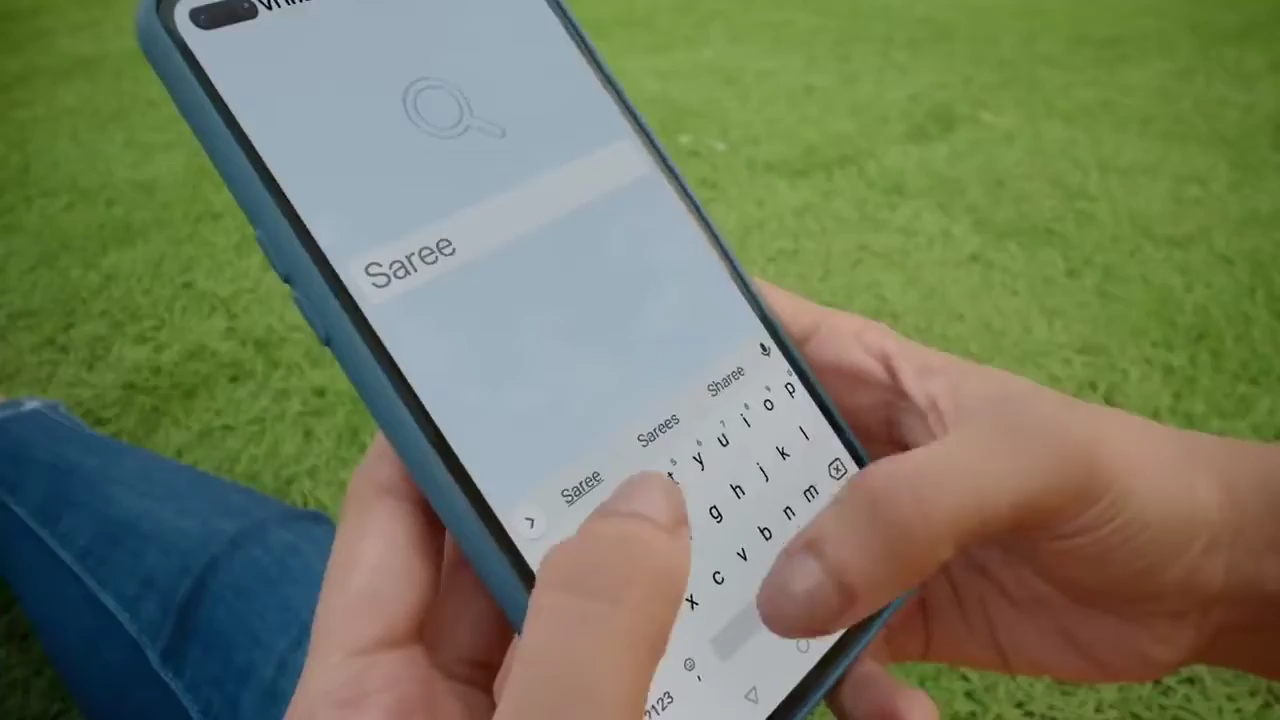 Saree
Saree Sarees Sharee
t y u i o p
g h j k l
x c v b n m